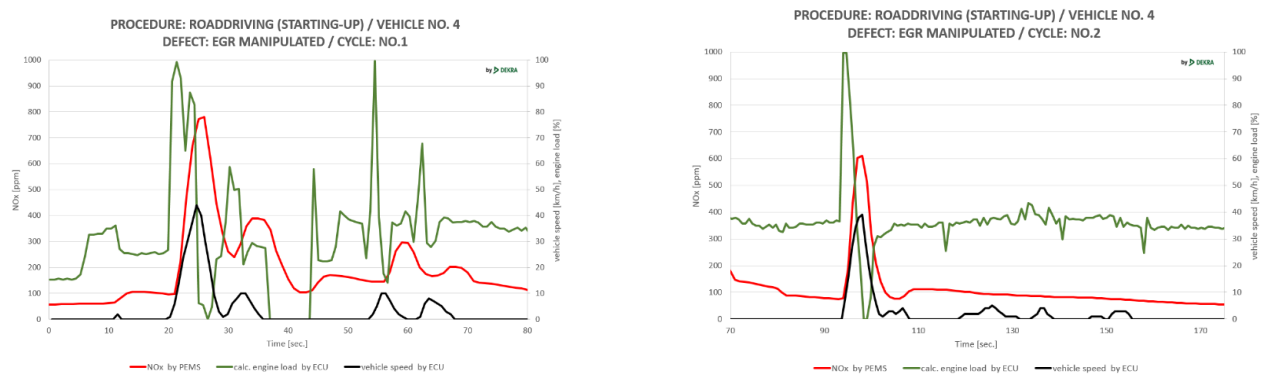 PROCEDURE: ROADDRIVING (STARTING-UP) / VEHICLE NO. 4
DEFECT: EGR MANIPULATED / CYCLE: NO.1
by DEKRA
1000
900
800
700
600
500
400
300
200
100
0
NOx [ppm]
100
90
80
70
60
50
40
30
20
10
0
vehicle speed [km/h], engine load [%]
0 10 20 30 40 50 60 70 80
Time [sec.]
NOx by PEMS calc. engine load by ECU vehicle speed by ECU
PROCEDURE: ROADDRIVING (STARTING-UP) / VEHICLE NO. 4
DEFECT: EGR MANIPULATED / CYCLE: NO.2
by DEKRA
1000
900
800
700
600
500
400
300
200
100
0
NOx [ppm]
100
90
80
70
60
50
40
30
20
10
0
vehicle speed [km/h], engine load [%]
70 90 110 130 150 170
Time [sec.]
NOx by PEMS calc. engine load by ECU vehicle speed by ECU